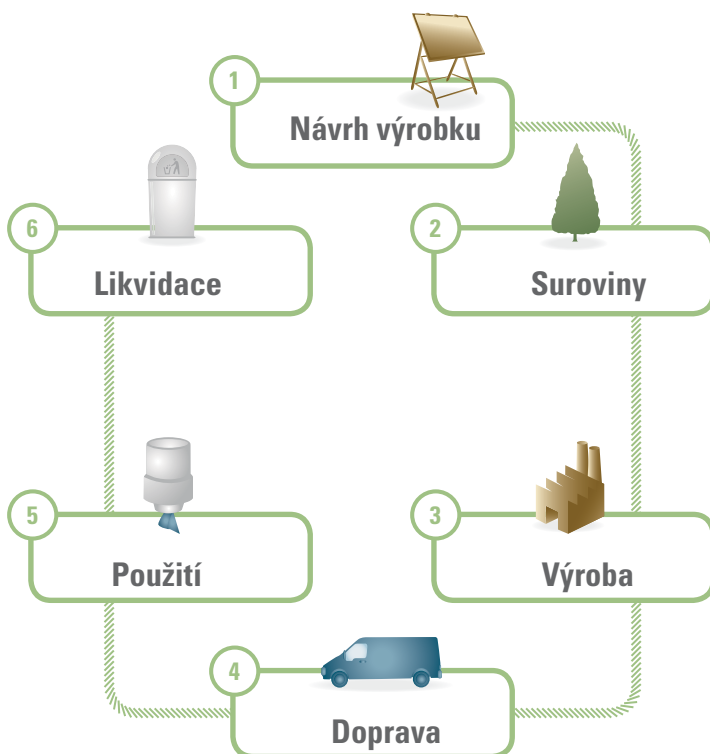 1
Návrh výrobku
2
Suroviny
3
Výroba
4
Doprava
5
Použití
6
Likvidace